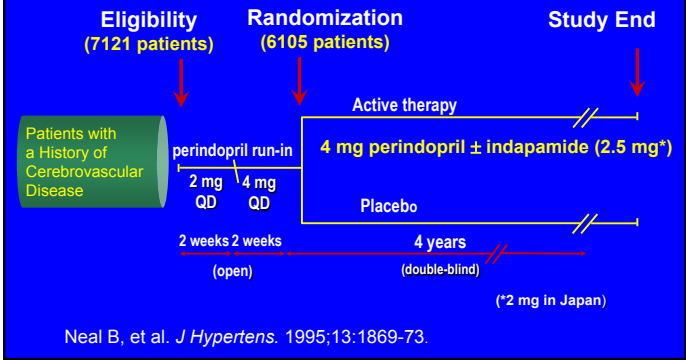 Eligibility
(7121 patients)
Randomization
(6105 patients)
Study End
Patients with
a History of
Cerebrovascular
Disease
perindopril run-in
2 mg
QD
4 mg
QD
Active therapy
4 mg perindopril ± indapamide (2.5 mg*)
Placebo
2 weeks 2 weeks
(open)
4 years
(double-blind)
(*2 mg in Japan)
Neal B, et al. J Hypertens. 1995;13:1869-73.